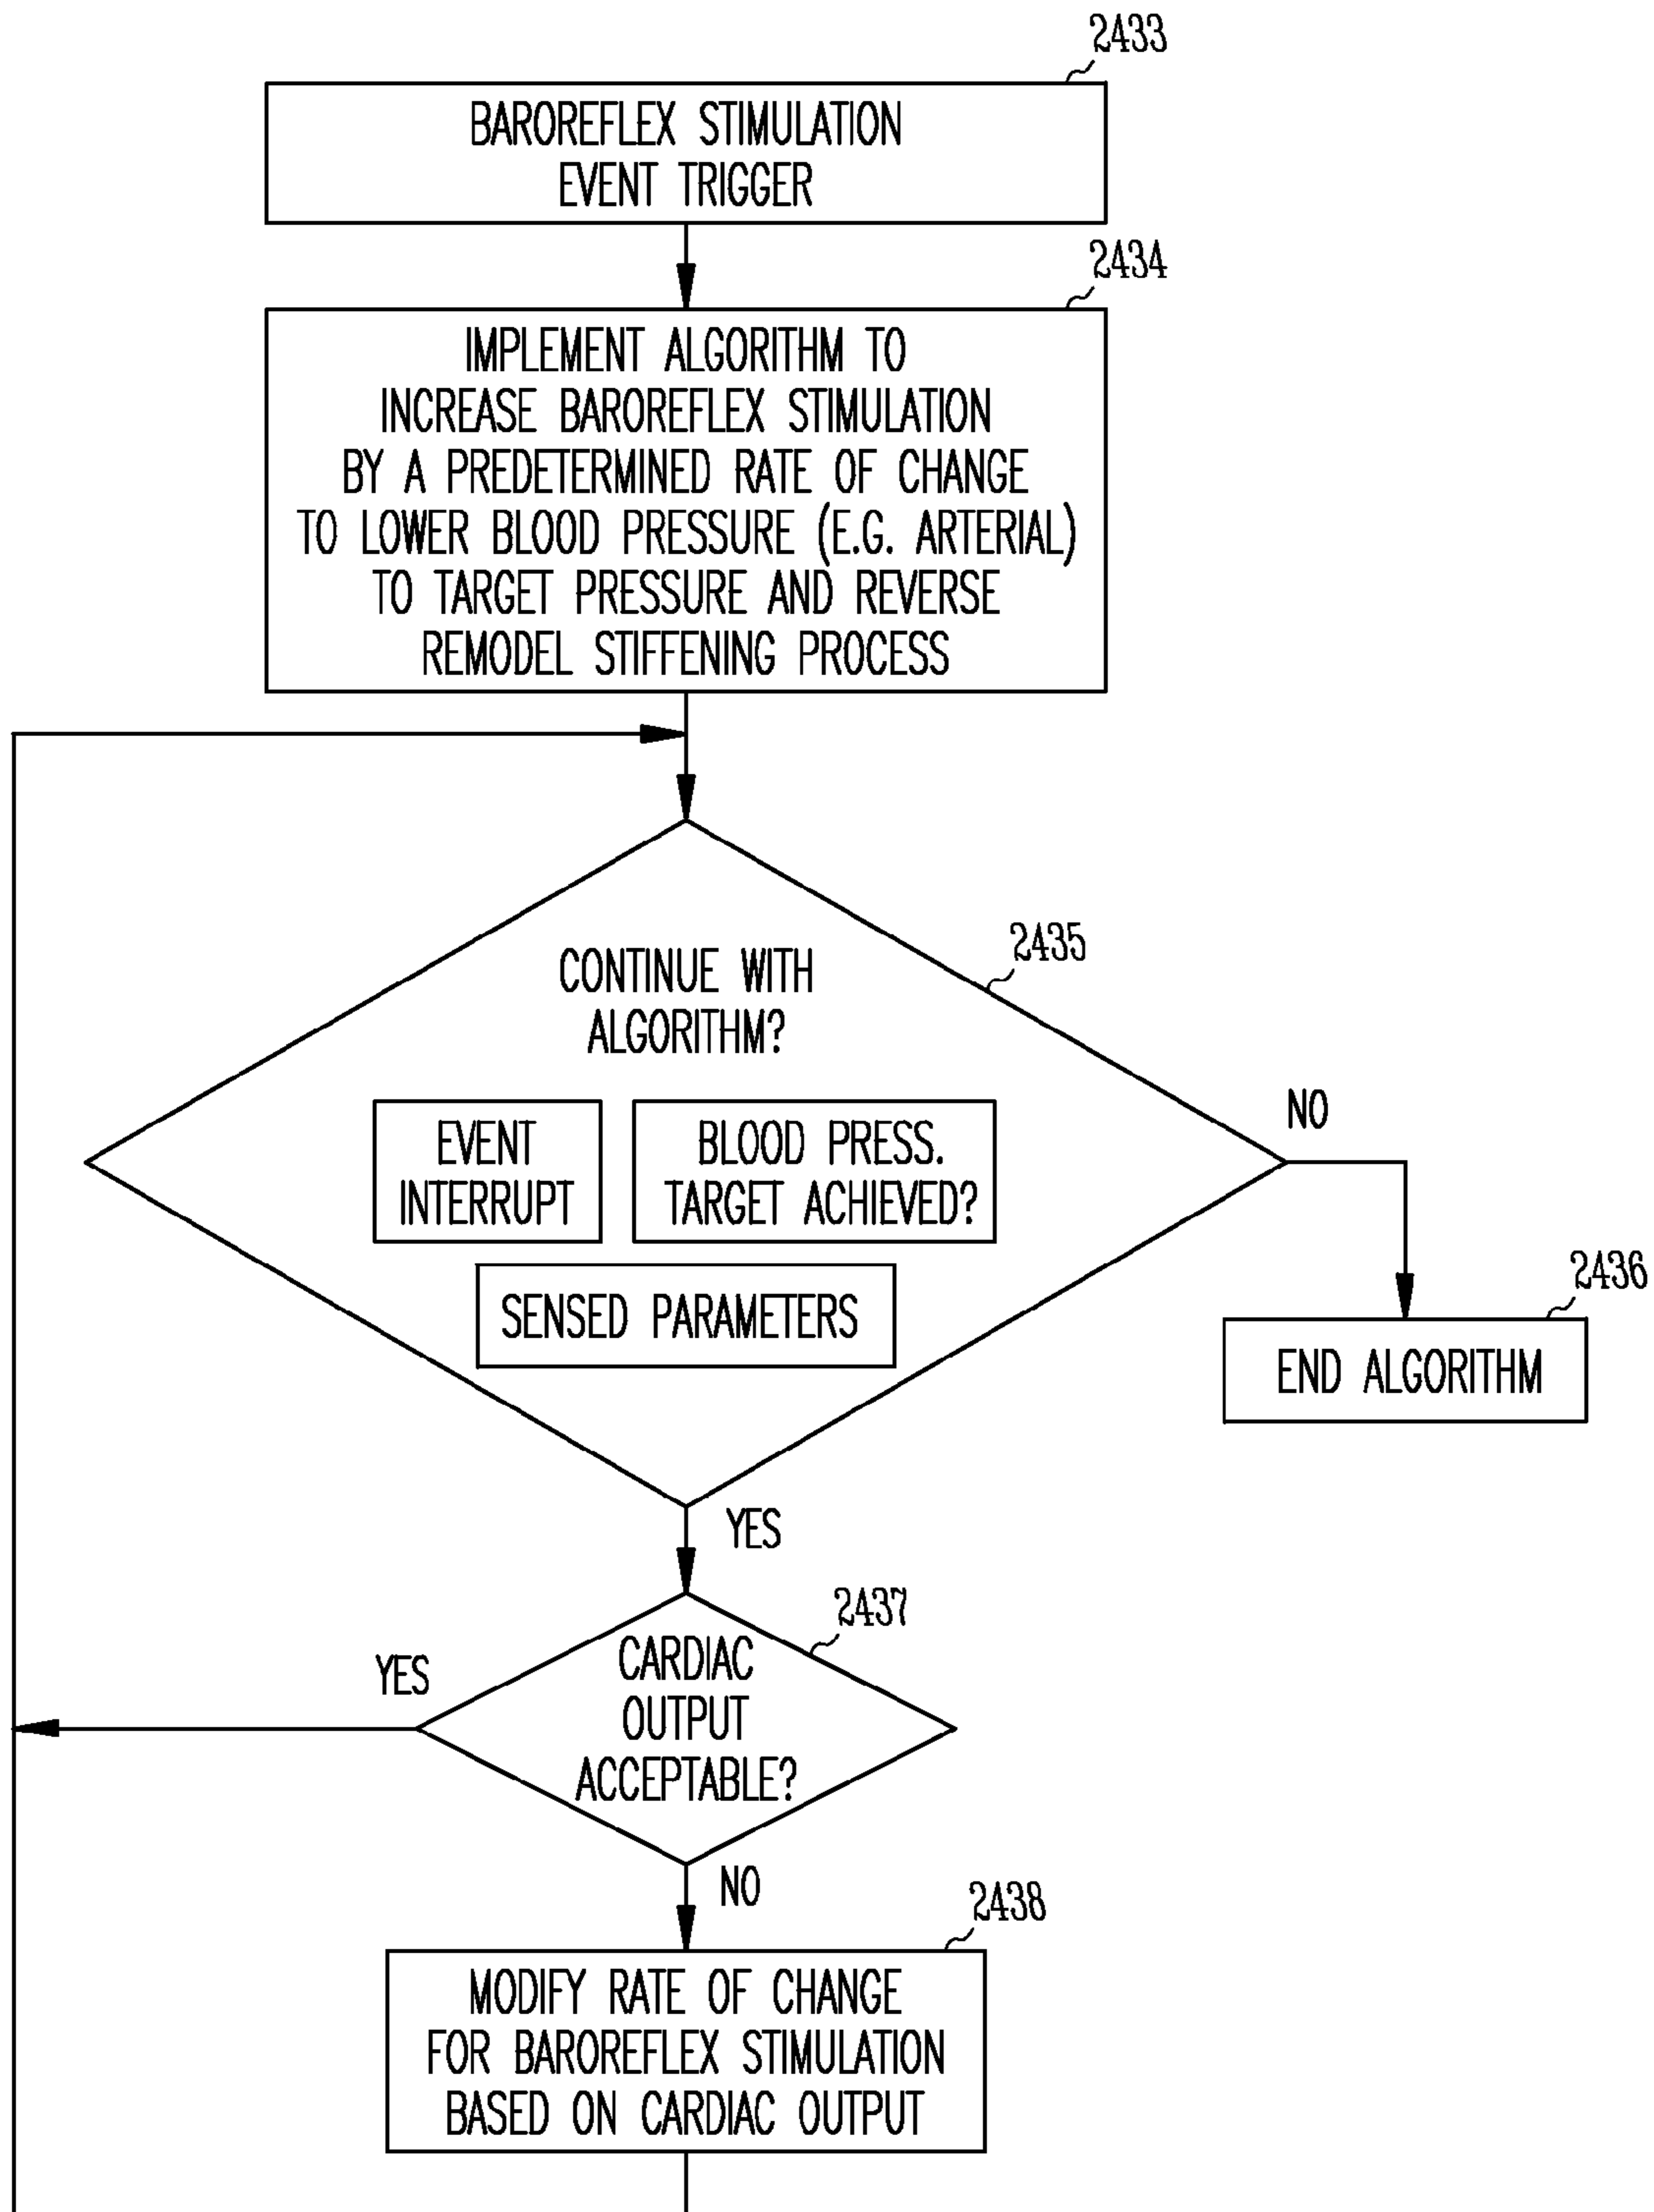 2433
BAROREFLEX STIMULATION
EVENT TRIGGER
2434
IMPLEMENT ALGORITHM TO
INCREASE BAROREFLEX STIMULATION
BY A PREDETERMINED RATE OF CHANGE
TO LOWER BLOOD PRESSURE (E.G. ARTERIAL)
TO TARGET PRESSURE AND REVERSE
REMODEL STIFFENING PROCESS
2435
CONTINUE WITH
ALGORITHM?
EVENT
INTERRUPT
BLOOD PRESS.
TARGET ACHIEVED?
SENSED PARAMETERS
NO
2436
END ALGORITHM
YES
2437
CARDIAC
OUTPUT
ACCEPTABLE?
YES
NO
2438
MODIFY RATE OF CHANGE
FOR BAROREFLEX STIMULATION
BASED ON CARDIAC OUTPUT